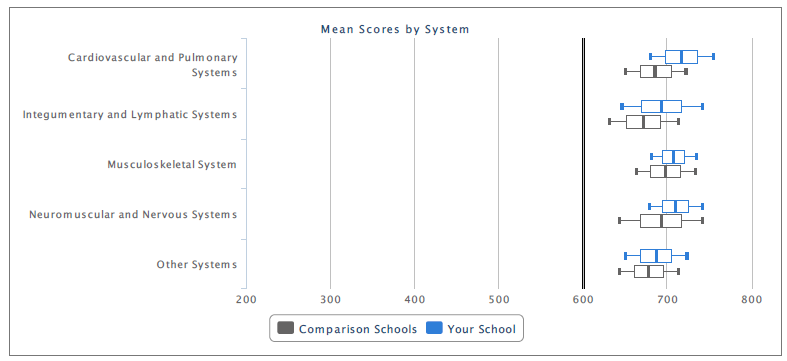 Mean Scores by System
Cardiovascular and Pulmonary
Systems
Integumentary and Lymphatic Systems
Musculoskeletal System
Neuromuscular and Nervous Systems
Other Systems
200 300 400 500 600 700 800
Comparison Schools Your School